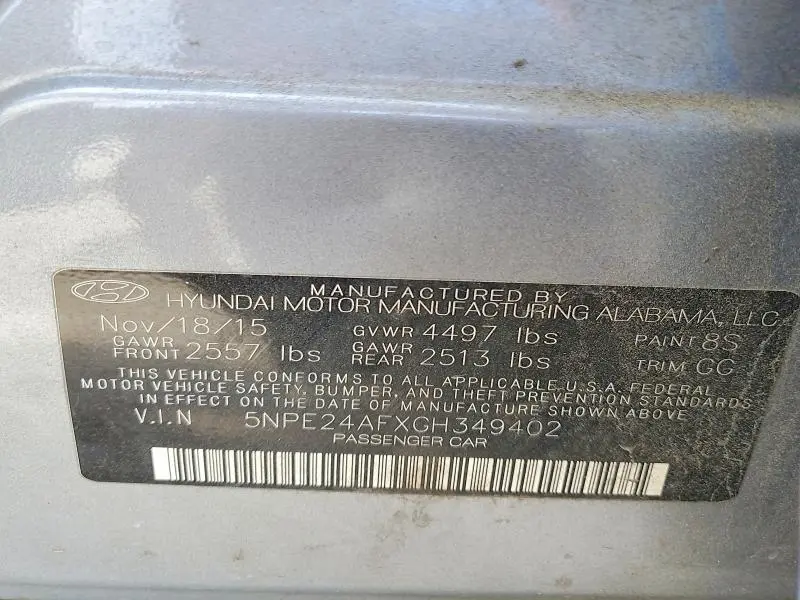 MANUFACTURED BY
HYUNDAI MOTOR MANUFACTURING ALABAMA, LLC
Nov/18/15 GVWR 4497 lbs PAINT 8S
GAWR FRONT 2557 lbs GAWR REAR 2513 lbs TRIM GG
THIS VEHICLE CONFORMS TO ALL APPLICABLE U.S.A. FEDERAL
MOTOR VEHICLE SAFETY, BUMPER, AND THEFT PREVENTION STANDARDS
IN EFFECT ON THE DATE OF MANUFACTURE SHOWN ABOVE
V.I.N 5NPE24AFXGH349402
PASSENGER CAR